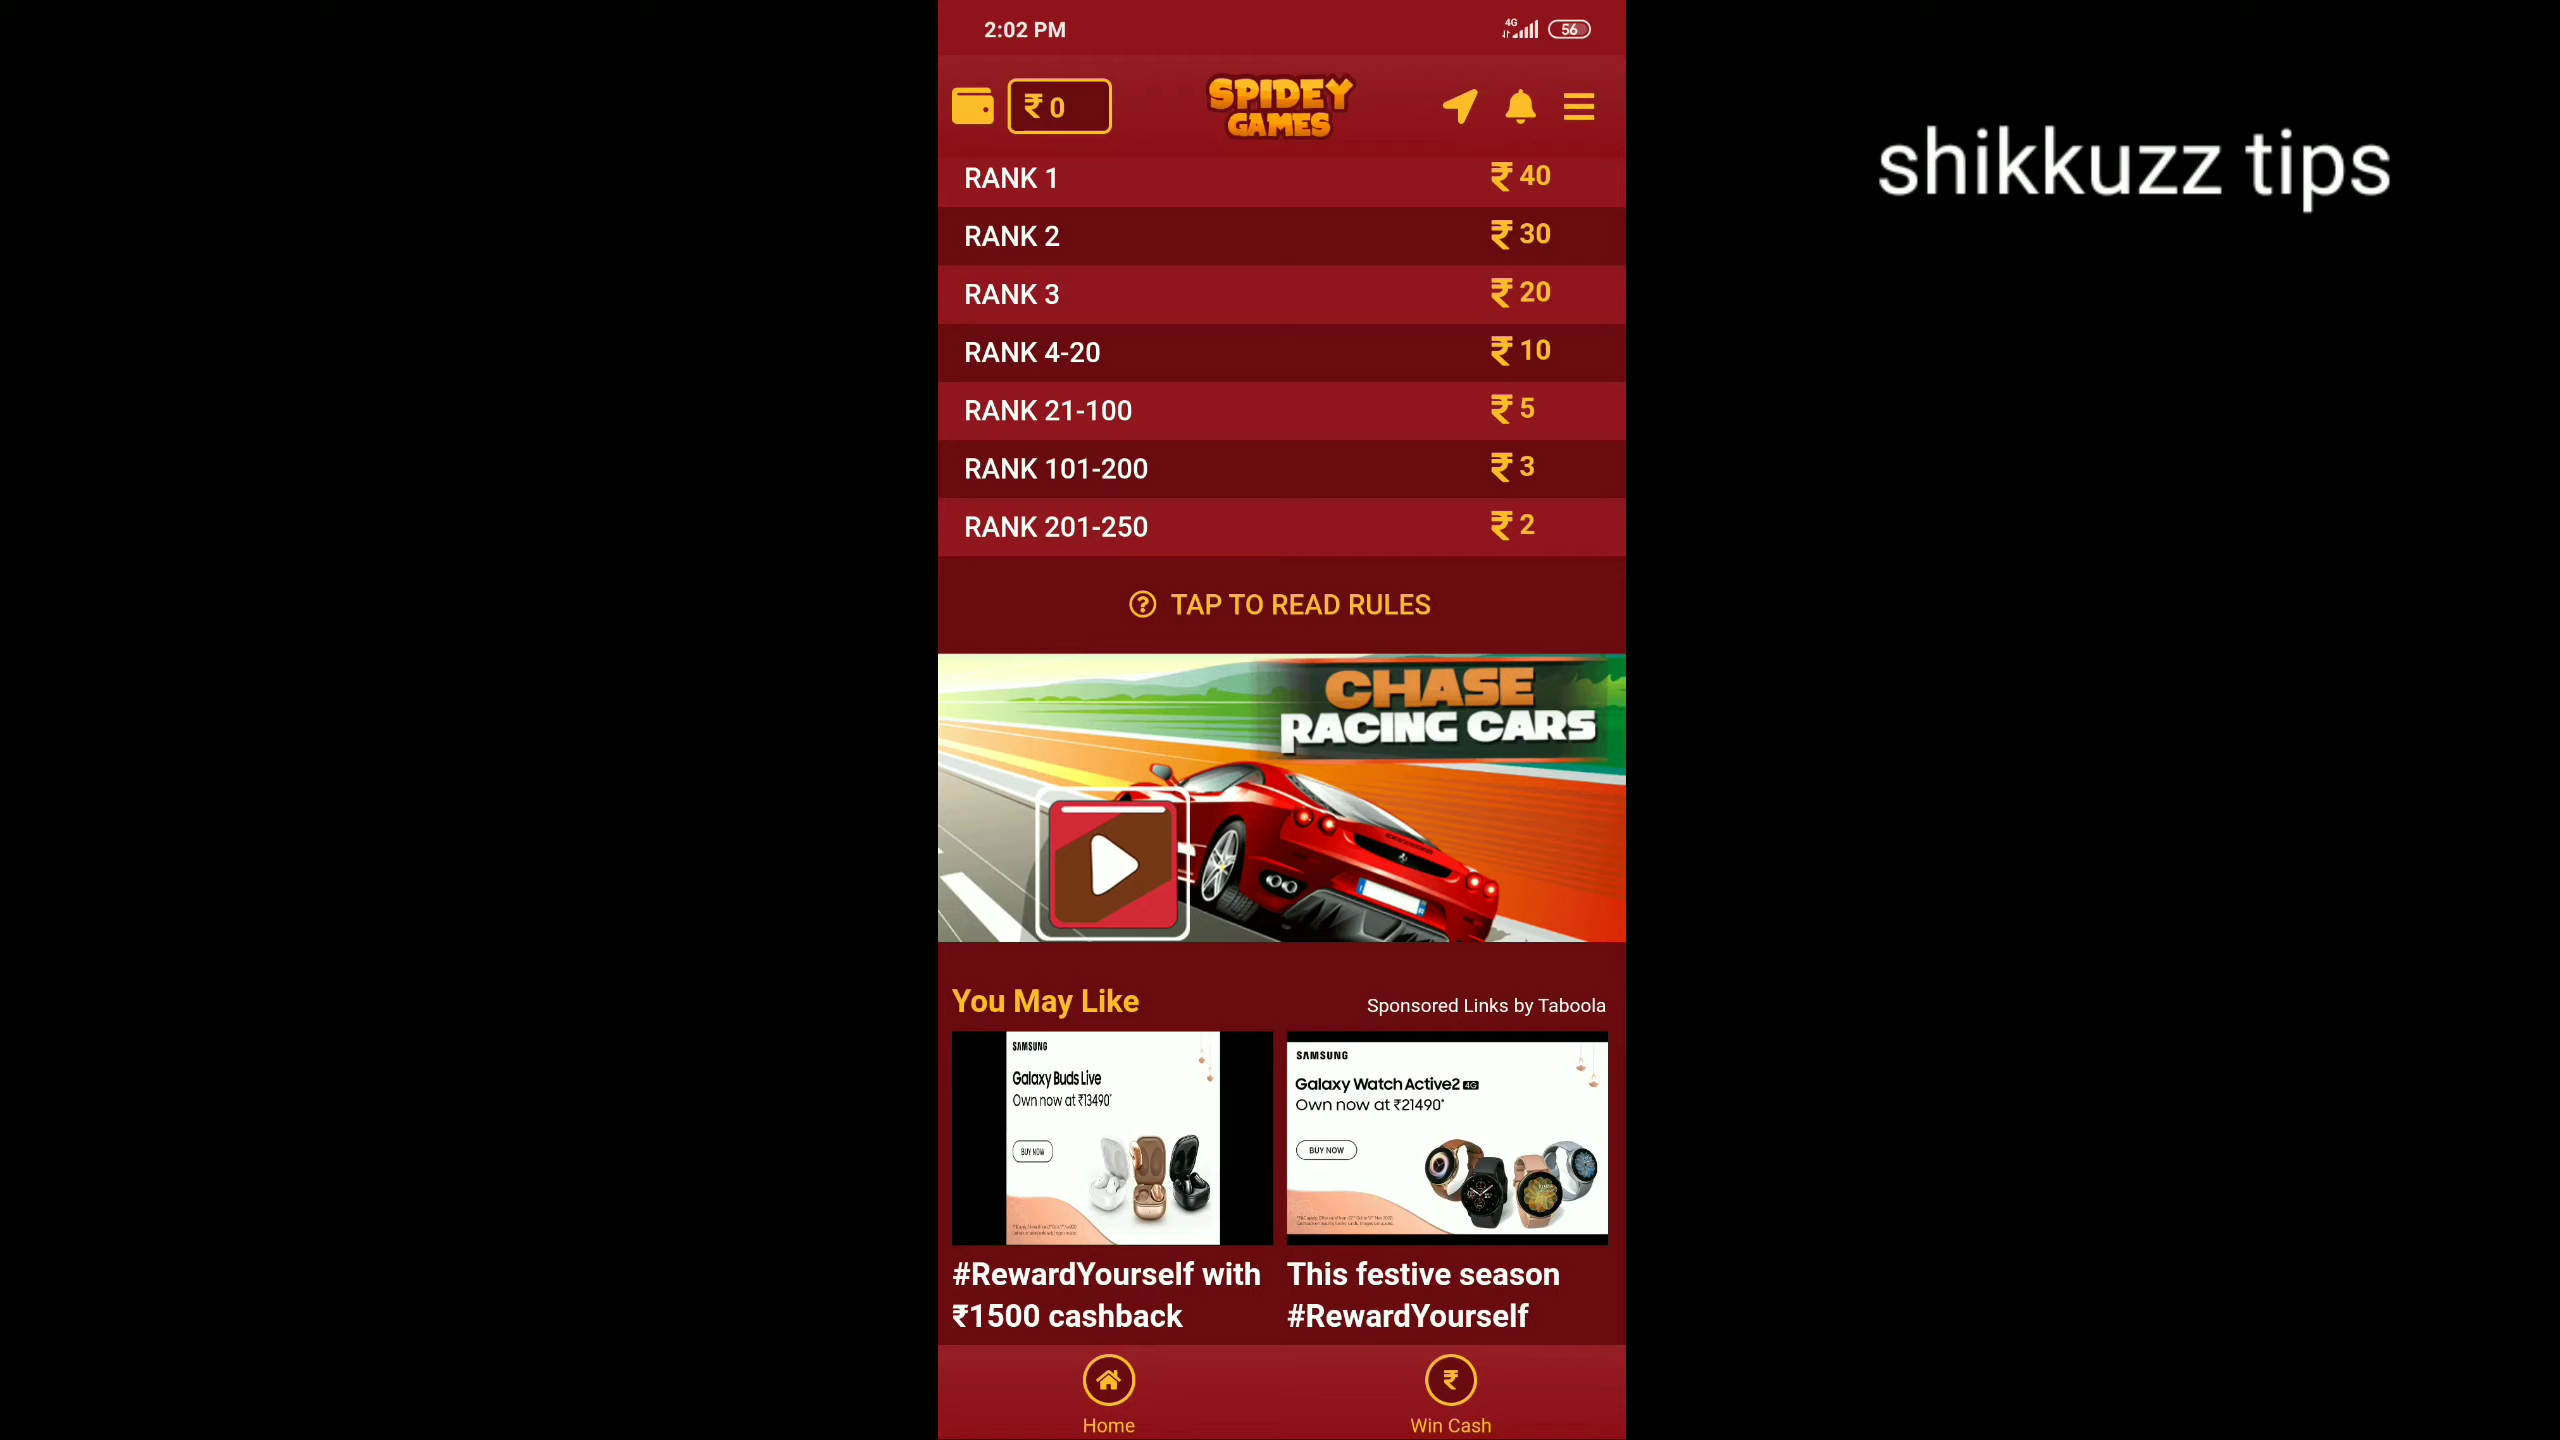 2:02 PM
4G
56
₹ 0
SPIDEY
GAMES
shikkuzz tips
RANK 1 ₹ 40
RANK 2 ₹ 30
RANK 3 ₹ 20
RANK 4-20 ₹ 10
RANK 21-100 ₹ 5
RANK 101-200 ₹ 3
RANK 201-250 ₹ 2
TAP TO READ RULES
CHASE
RACING CARS
You May Like
Sponsored Links by Taboola
SAMSUNG
Galaxy Buds Live
Own now at ₹13490*
BUY NOW
SAMSUNG
Galaxy Watch Active2 4G
Own now at ₹21490*
BUY NOW
#RewardYourself with
₹1500 cashback
This festive season
#RewardYourself
Home
Win Cash